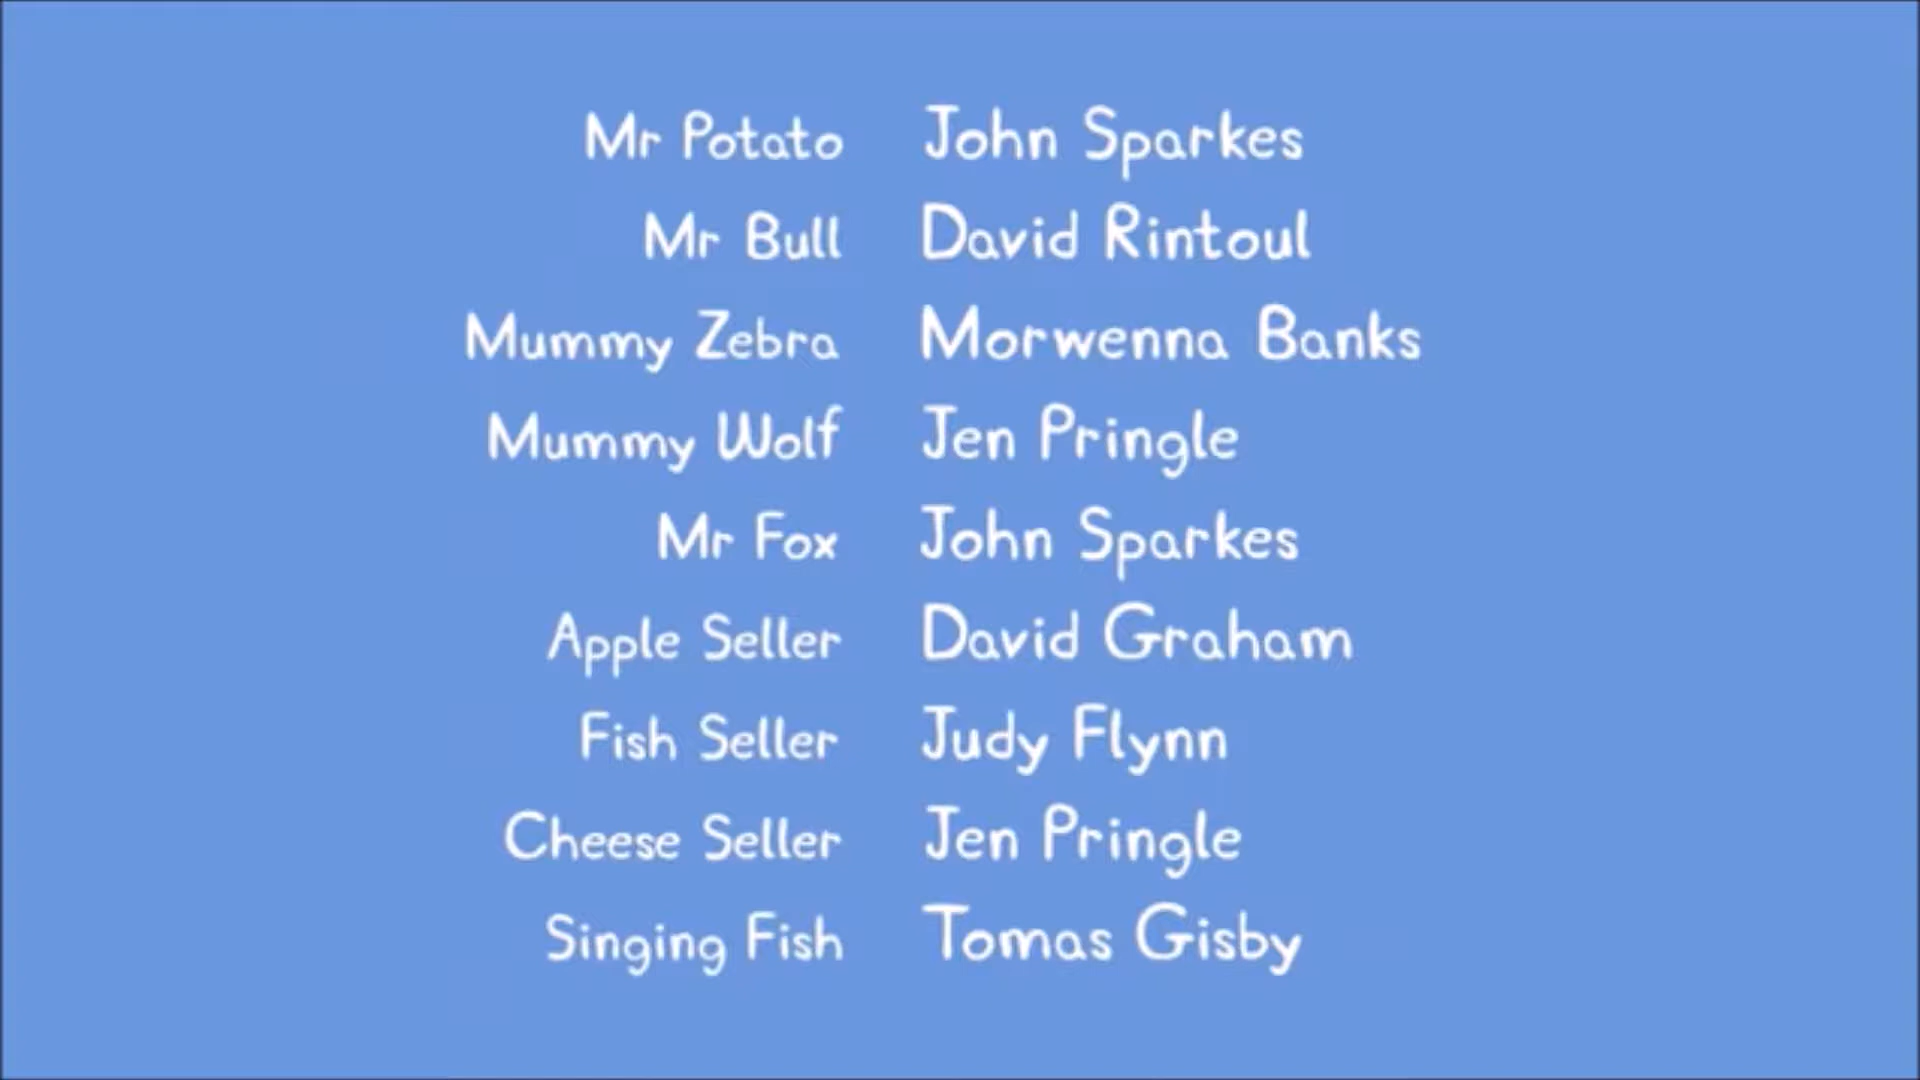 Mr Potato John Sparkes
Mr Bull David Rintoul
Mummy Zebra Morwenna Banks
Mummy Wolf Jen Pringle
Mr Fox John Sparkes
Apple Seller David Graham
Fish Seller Judy Flynn
Cheese Seller Jen Pringle
Singing Fish Tomas Gisby